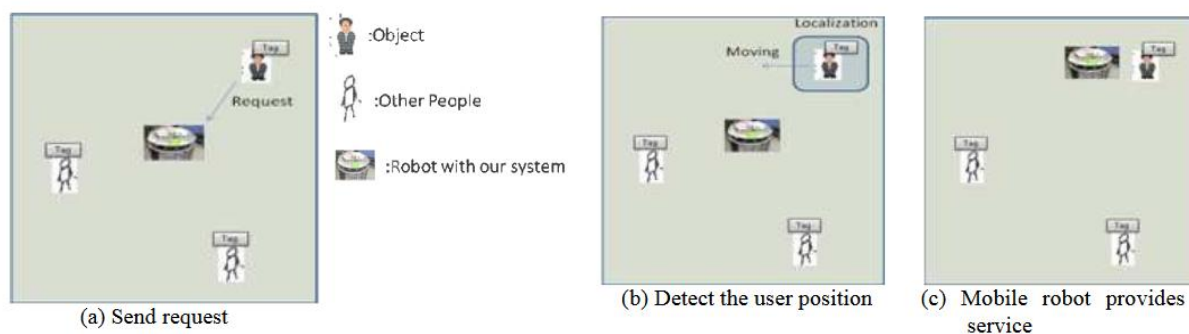 Tag
Request
Tag
Tag
(a) Send request
:Object
:Other People
:Robot with our system
Localization
Tag
Moving
Tag
Tag
(b) Detect the user position
Tag
Tag
Tag
(c) Mobile robot provides
service